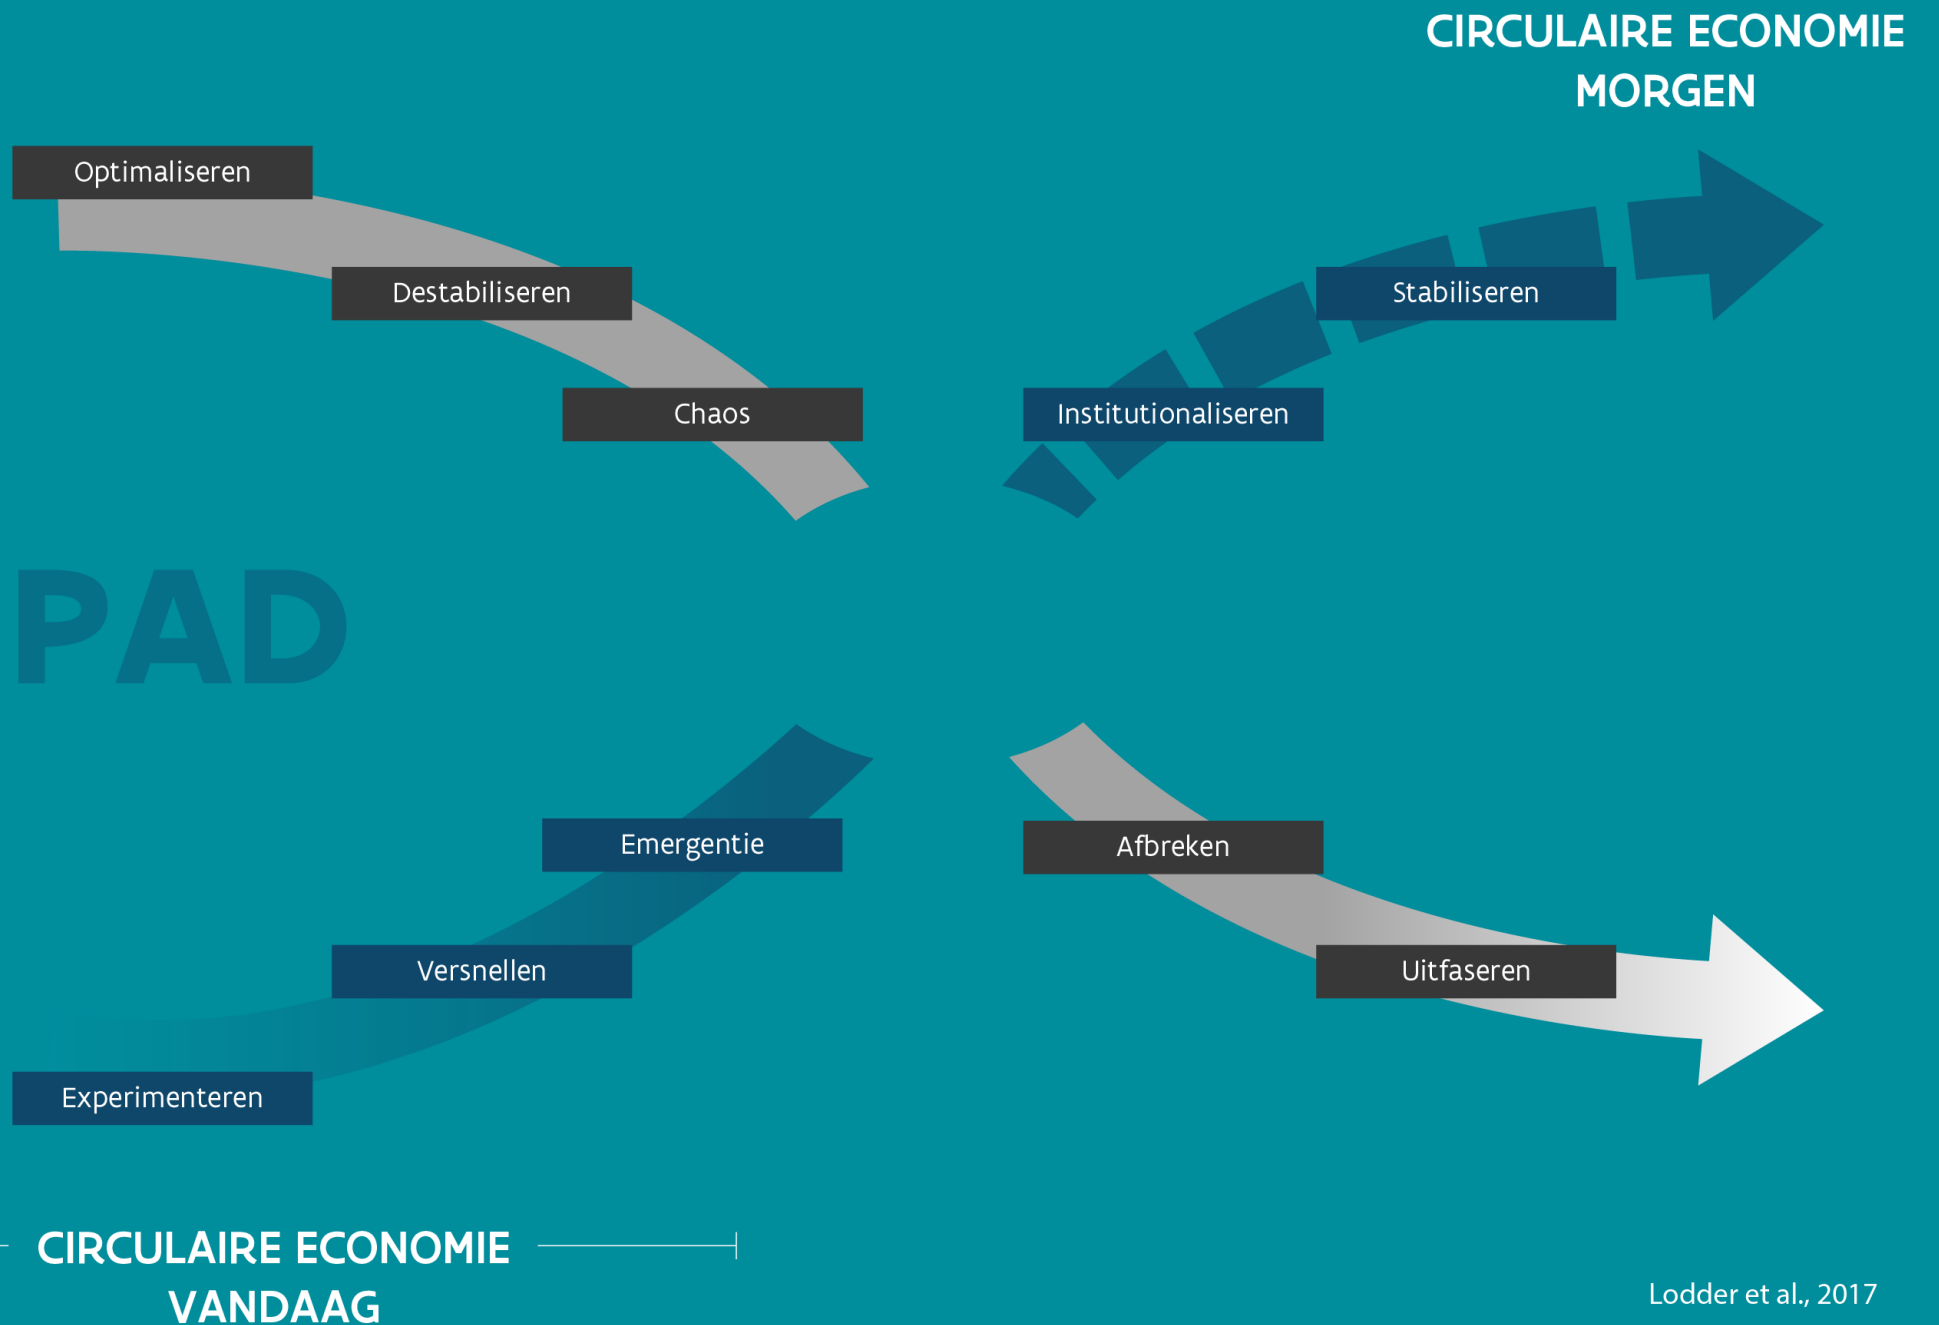 CIRCULAIRE ECONOMIE
MORGEN
Optimaliseren
Destabiliseren
Stabiliseren
Chaos
Institutionaliseren
PAD
Emergentie
Afbreken
Versnellen
Uitfaseren
Experimenteren
CIRCULAIRE ECONOMIE
VANDAAG
Lodder et al., 2017